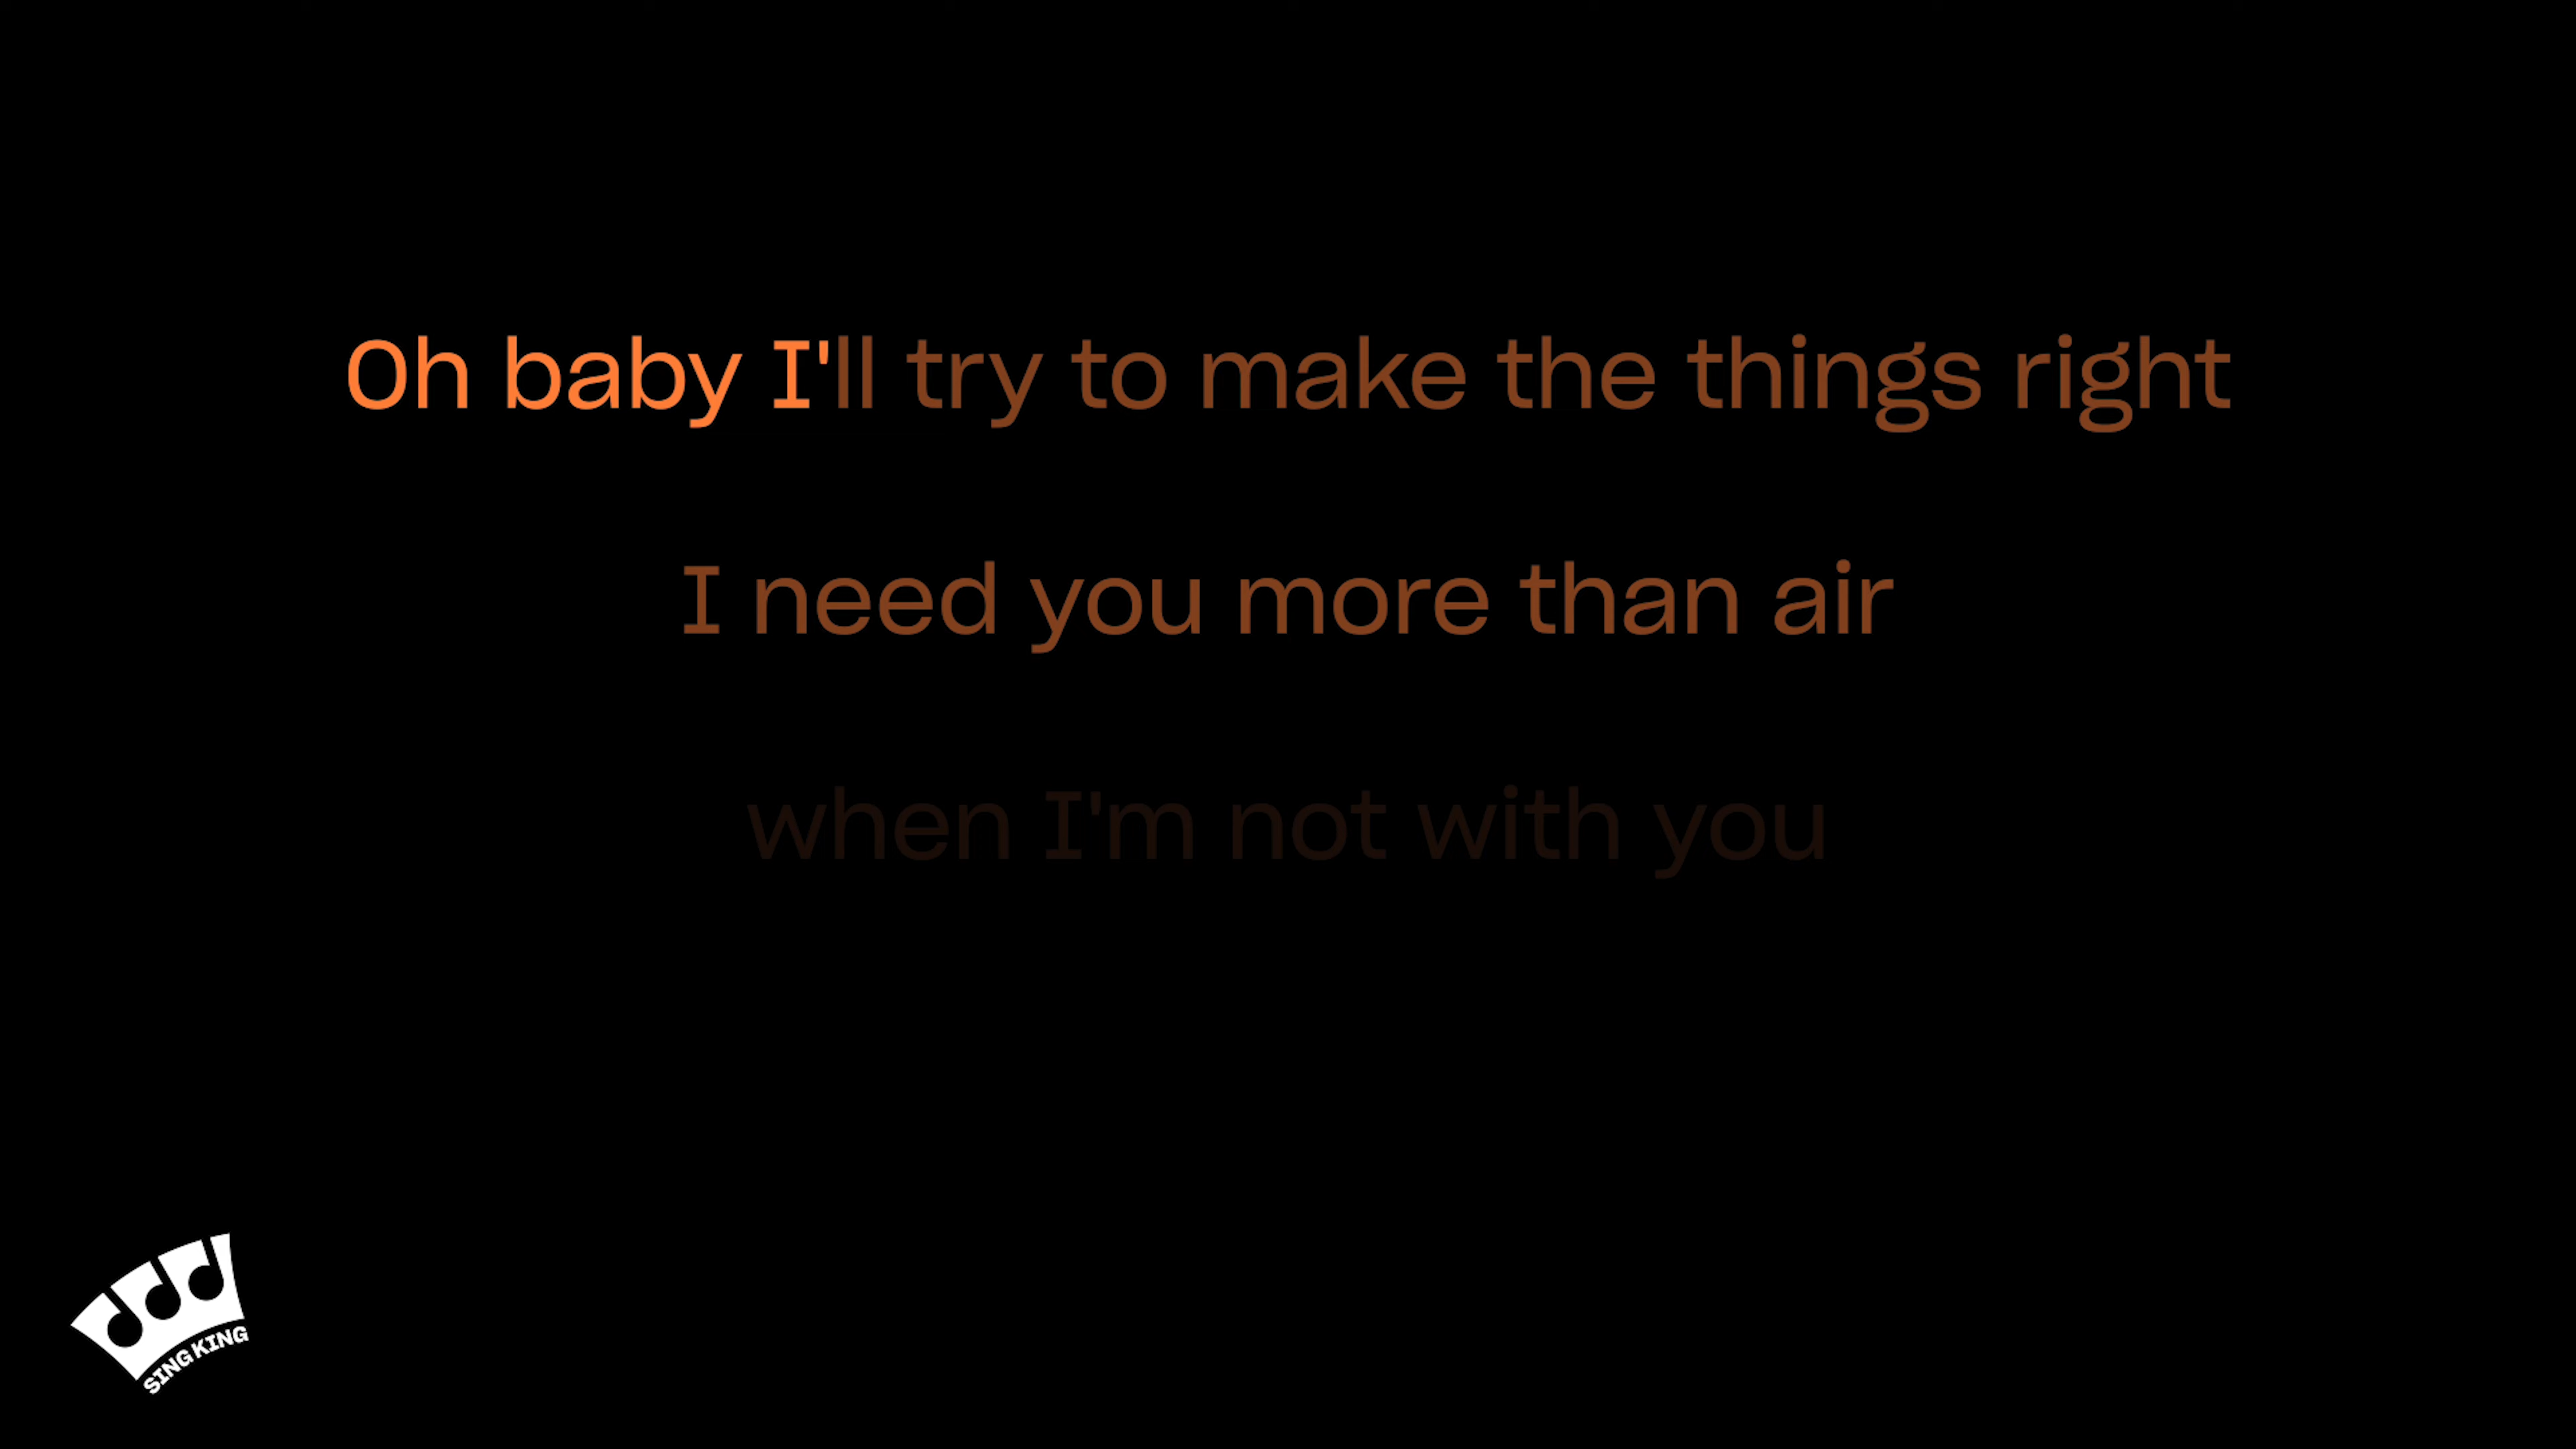 Oh baby I'll try to make the things right
I need you more than air
when I'm not with you
SING KING